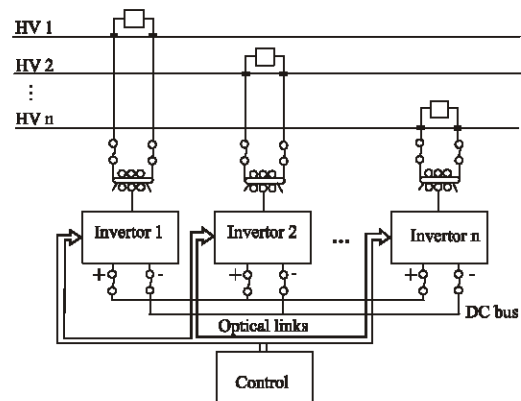 HV 1
HV 2
⋮
HV n
Invertor 1
Invertor 2
...
Invertor n
+ -
+ -
+ -
DC bus
Optical links
Control